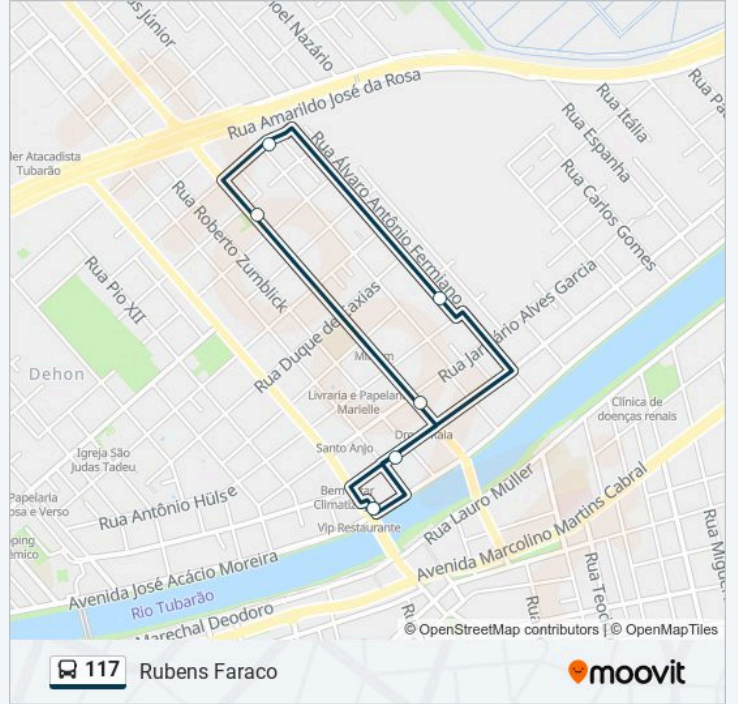 Rua Amarildo José da Rosa
Rua Álvaro Antônio Fermiano
Rua Itália
Rua Espanha
Rua Carlos Gomes
Tubarão
Rua Roberto Zumblick
Rua Pio XII
Rua Duque de Caxias
Rua Januário Alves Garcia
Dehon
Livraria e Papelaria
Marielle
Clínica de
doenças renais
Santo Anjo
Igreja São
Judas Tadeu
Rua Antônio Hülse
Vip Restaurante
Rua Lauro Müller
Avenida Marcolino Martins Cabral
Avenida José Acácio Moreira
Rio Tubarão
Marechal Deodoro
© OpenStreetMap contributors | © OpenMapTiles
117 Rubens Faraco
moovit